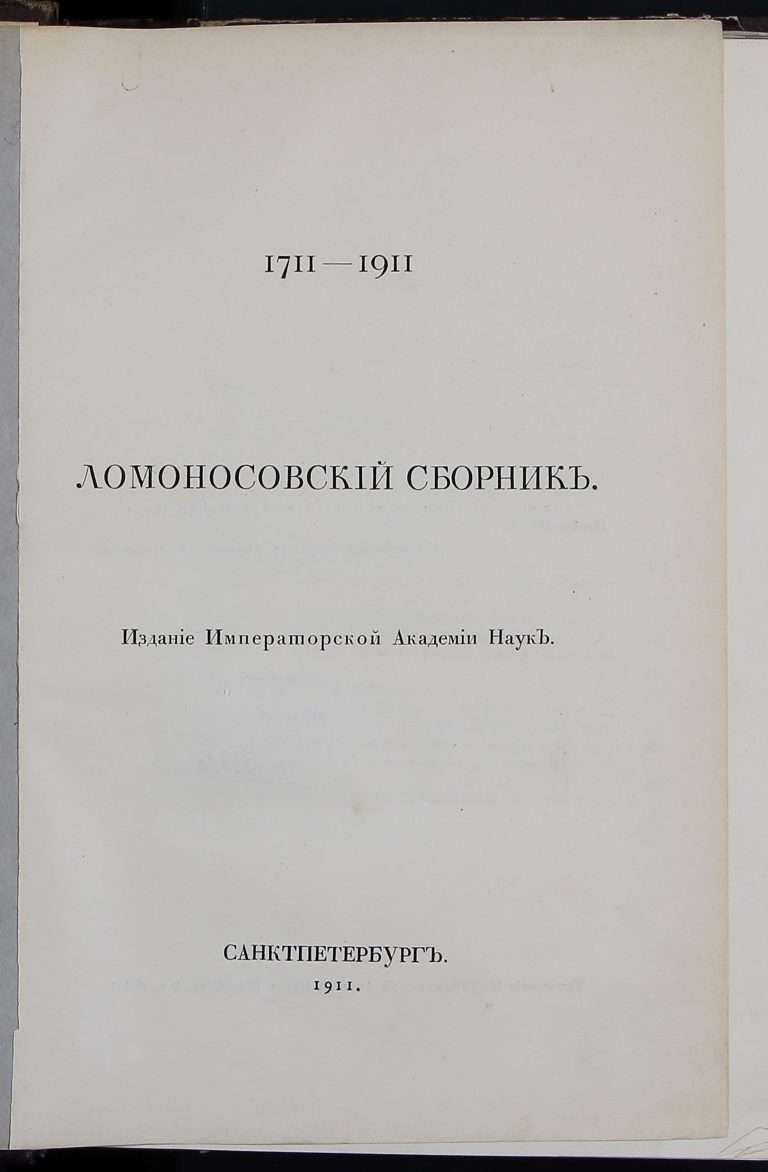 1711 — 1911
ЛОМОНОСОВСКІЙ СБОРНИКЪ.
Изданіе Императорской Академіи Наукъ.
САНКТПЕТЕРБУРГЪ.
1911.